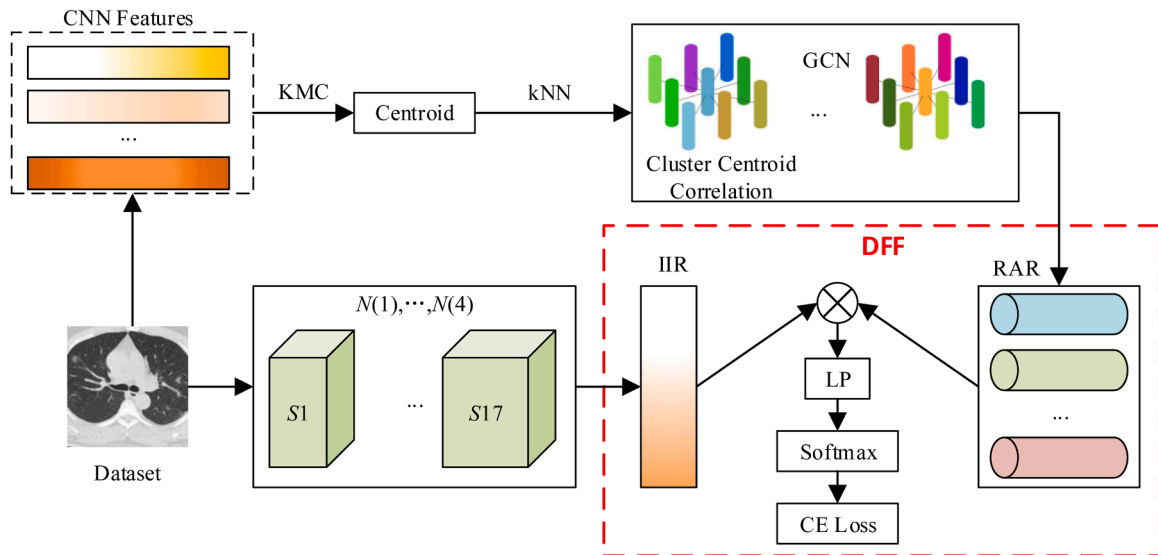 CNN Features
...
KMC
Centroid
kNN
GCN
...
Cluster Centroid
Correlation
DFF
IIR
RAR
N(1),⋯,N(4)
S1
...
S17
LP
...
Softmax
CE Loss
Dataset